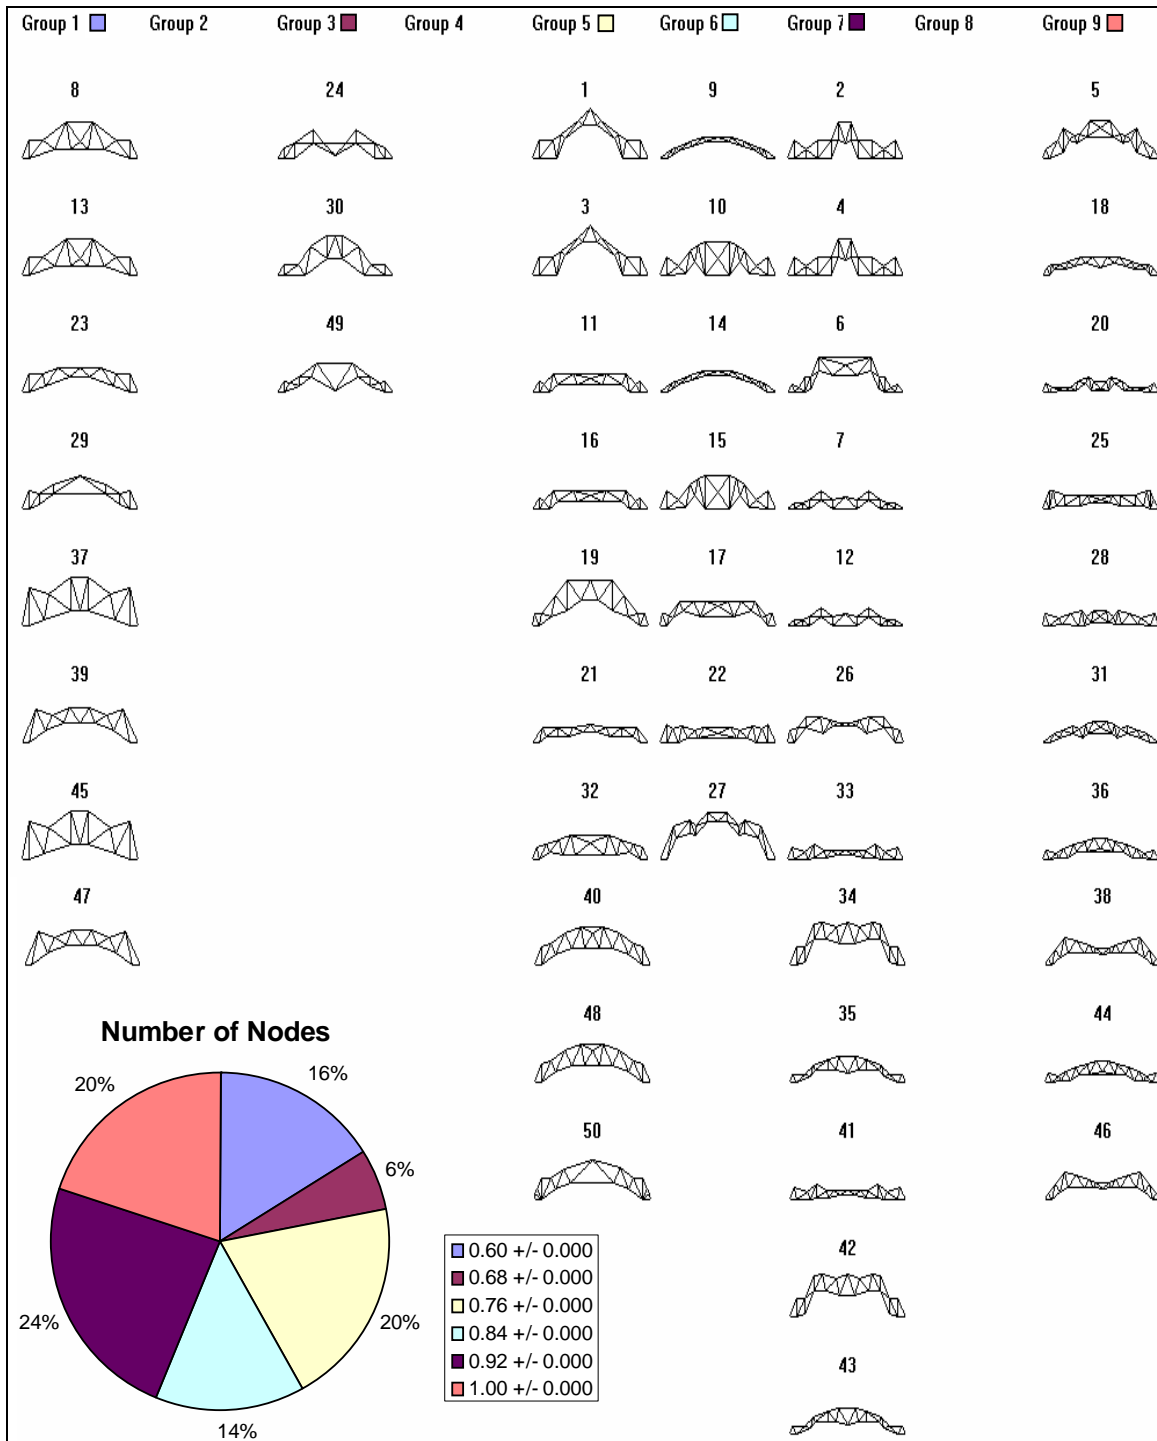 Group 1 Group 2 Group 3 Group 4 Group 5 Group 6 Group 7 Group 8 Group 9
8 24 1 9 2 5
13 30 3 10 4 18
23 49 11 14 6 20
29 16 15 7 25
37 19 17 12 28
39 21 22 26 31
45 32 27 33 36
47 40 34 38
48 35 44
50 41 46
42
43
Number of Nodes
20%
16%
6%
24%
20%
14%
0.60 +/- 0.000
0.68 +/- 0.000
0.76 +/- 0.000
0.84 +/- 0.000
0.92 +/- 0.000
1.00 +/- 0.000